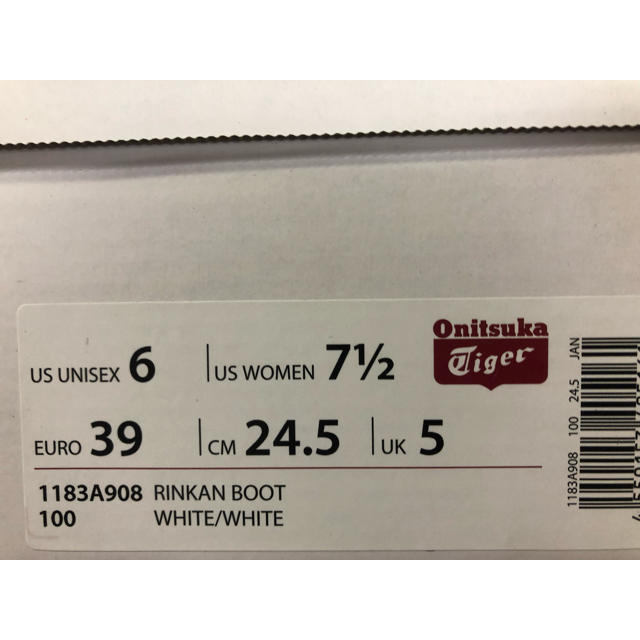 US UNISEX 6 US WOMEN 7½
Onitsuka
Tiger
EURO 39 CM 24.5 UK 5
1183A908 RINKAN BOOT
100 WHITE/WHITE
1183A908 100 24.5 JAN